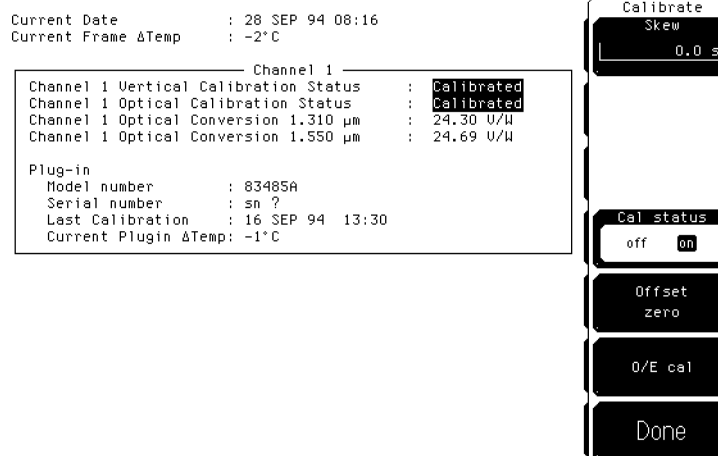 Current Date : 28 SEP 94 08:16
Current Frame ΔTemp : -2°C
Channel 1
Channel 1 Vertical Calibration Status : Calibrated
Channel 1 Optical Calibration Status : Calibrated
Channel 1 Optical Conversion 1.310 µm : 24.30 V/W
Channel 1 Optical Conversion 1.550 µm : 24.69 V/W
Plug-in
Model number : 83485A
Serial number : sn ?
Last Calibration : 16 SEP 94 13:30
Current Plugin ΔTemp: -1°C
Calibrate
Skew
0.0 s
Cal status
off on
Offset
zero
O/E cal
Done